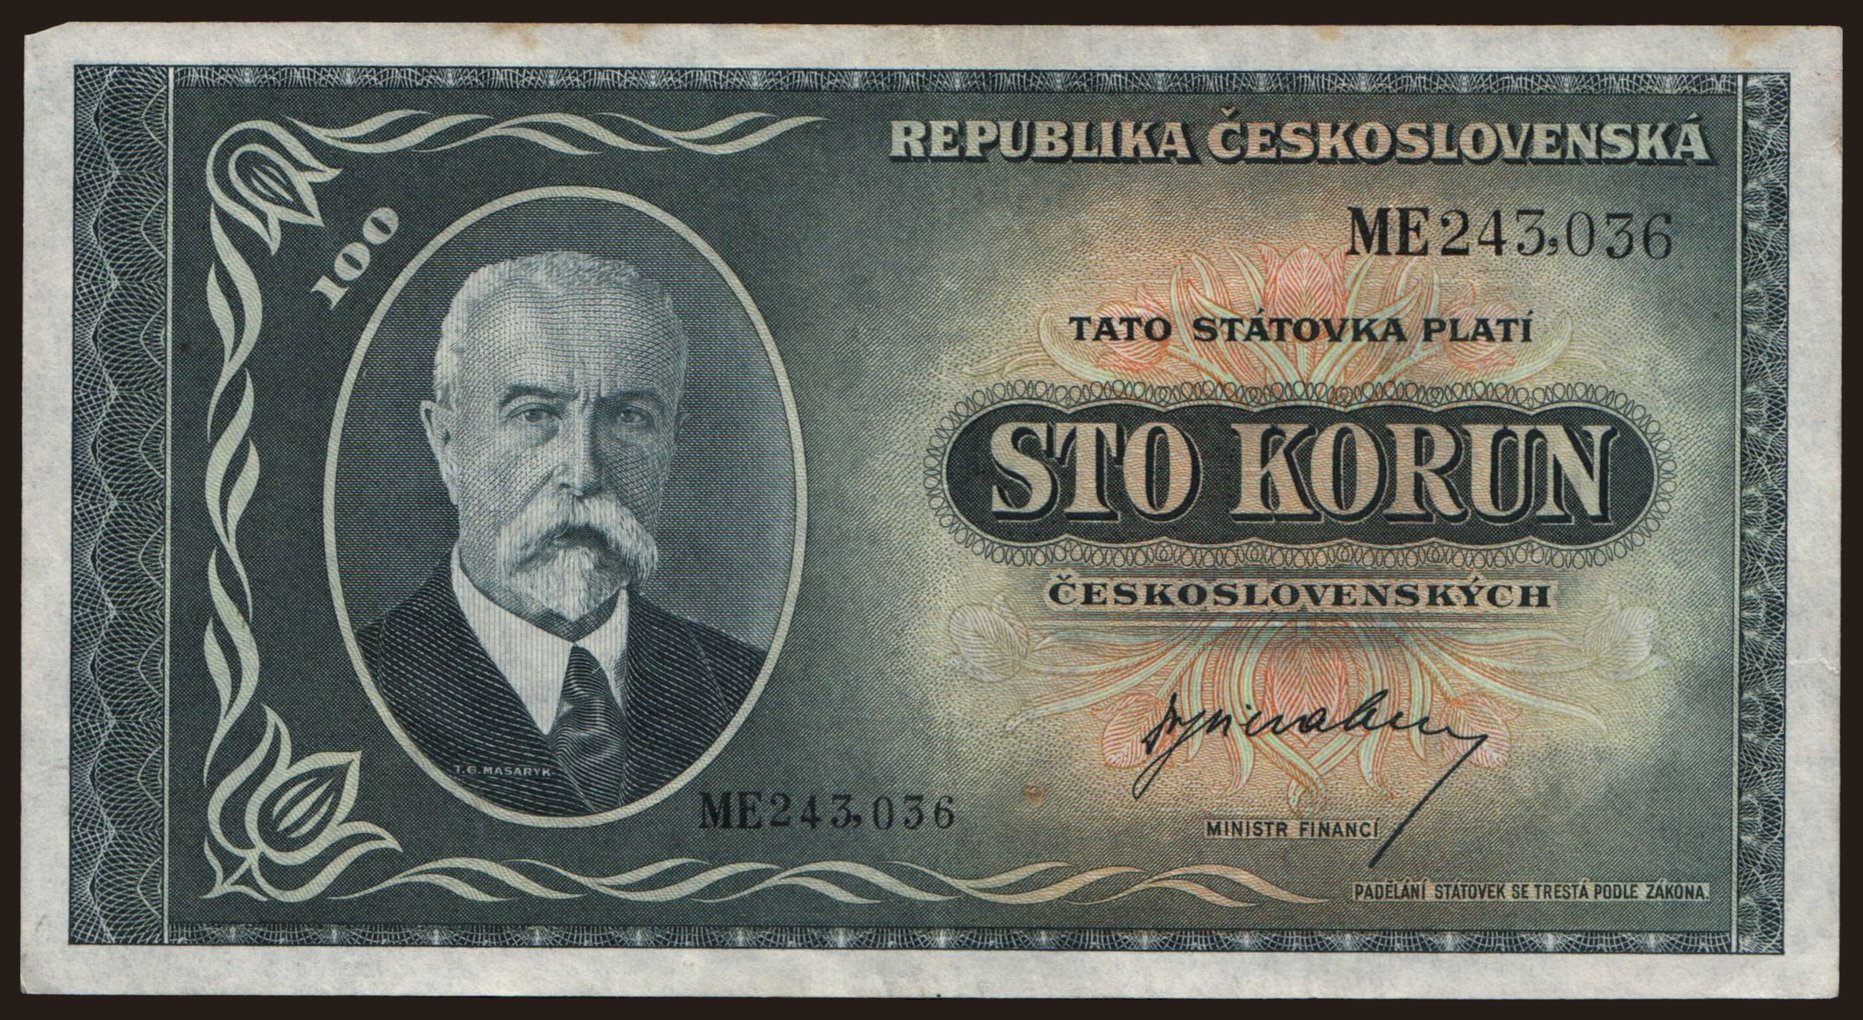 REPUBLIKA ČESKOSLOVENSKÁ
100
ME243,036
TATO STÁTOVKA PLATÍ
STO KORUN
ČESKOSLOVENSKÝCH
T.G.MASARYK
ME243,036
MINISTR FINANCÍ
PADĚLÁNÍ STÁTOVEK SE TRESTÁ PODLE ZÁKONA.